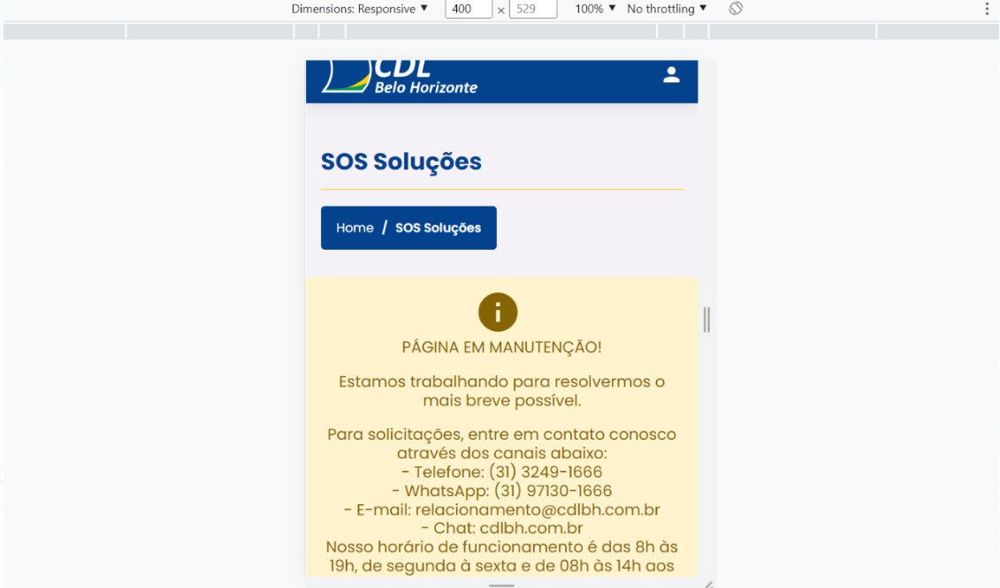 Dimensions: Responsive ▼ 400 × 529 100% ▼ No throttling ▼
CDL
Belo Horizonte
SOS Soluções
Home / SOS Soluções
PÁGINA EM MANUTENÇÃO!
Estamos trabalhando para resolvermos o
mais breve possível.
Para solicitações, entre em contato conosco
através dos canais abaixo:
- Telefone: (31) 3249-1666
- WhatsApp: (31) 97130-1666
- E-mail: relacionamento@cdlbh.com.br
- Chat: cdlbh.com.br
Nosso horário de funcionamento é das 8h às
19h, de segunda à sexta e de 08h às 14h aos